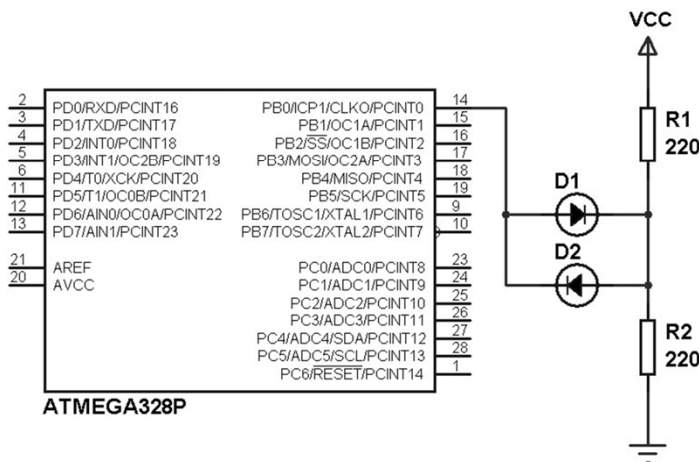 VCC
2 PD0/RXD/PCINT16 PB0/ICP1/CLKO/PCINT0 14
3 PD1/TXD/PCINT17 PB1/OC1A/PCINT1 15
4 PD2/INT0/PCINT18 PB2/SS/OC1B/PCINT2 16
5 PD3/INT1/OC2B/PCINT19 PB3/MOSI/OC2A/PCINT3 17
6 PD4/T0/XCK/PCINT20 PB4/MISO/PCINT4 18
11 PD5/T1/OC0B/PCINT21 PB5/SCK/PCINT5 19
12 PD6/AIN0/OC0A/PCINT22 PB6/TOSC1/XTAL1/PCINT6 9
13 PD7/AIN1/PCINT23 PB7/TOSC2/XTAL2/PCINT7 10
21 AREF PC0/ADC0/PCINT8 23
20 AVCC PC1/ADC1/PCINT9 24
PC2/ADC2/PCINT10 25
PC3/ADC3/PCINT11 26
PC4/ADC4/SDA/PCINT12 27
PC5/ADC5/SCL/PCINT13 28
PC6/RESET/PCINT14 1
ATMEGA328P
R1
220
D1
D2
R2
220